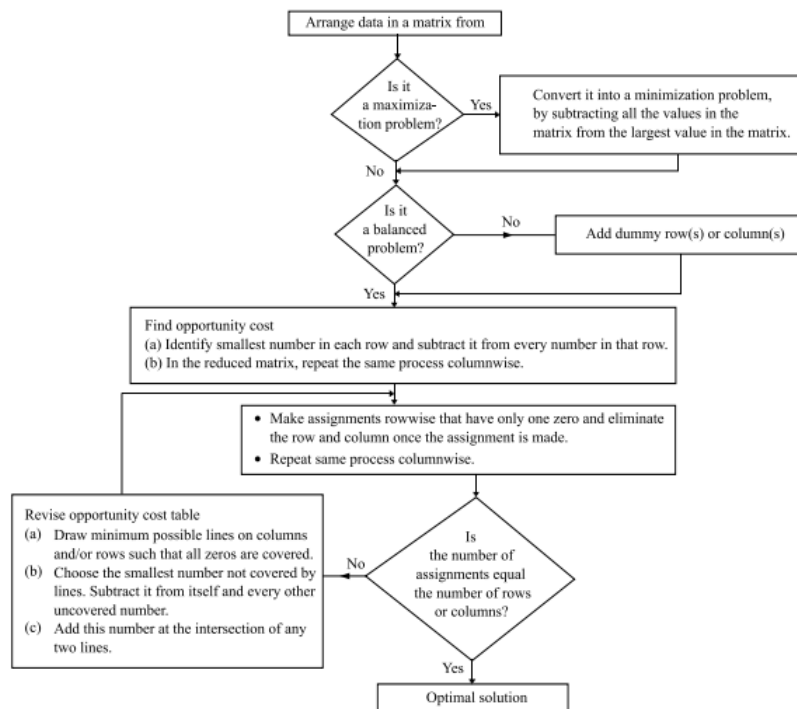 Arrange data in a matrix from
Is it
a maximiza-
tion problem?
Yes
Convert it into a minimization problem,
by subtracting all the values in the
matrix from the largest value in the matrix.
No
Is it
a balanced
problem?
No
Add dummy row(s) or column(s)
Yes
Find opportunity cost
(a) Identify smallest number in each row and subtract it from every number in that row.
(b) In the reduced matrix, repeat the same process columnwise.
• Make assignments rowwise that have only one zero and eliminate
the row and column once the assignment is made.
• Repeat same process columnwise.
Is
the number of
assignments equal
the number of rows
or columns?
No
Revise opportunity cost table
(a) Draw minimum possible lines on columns
and/or rows such that all zeros are covered.
(b) Choose the smallest number not covered by
lines. Subtract it from itself and every other
uncovered number.
(c) Add this number at the intersection of any
two lines.
Yes
Optimal solution